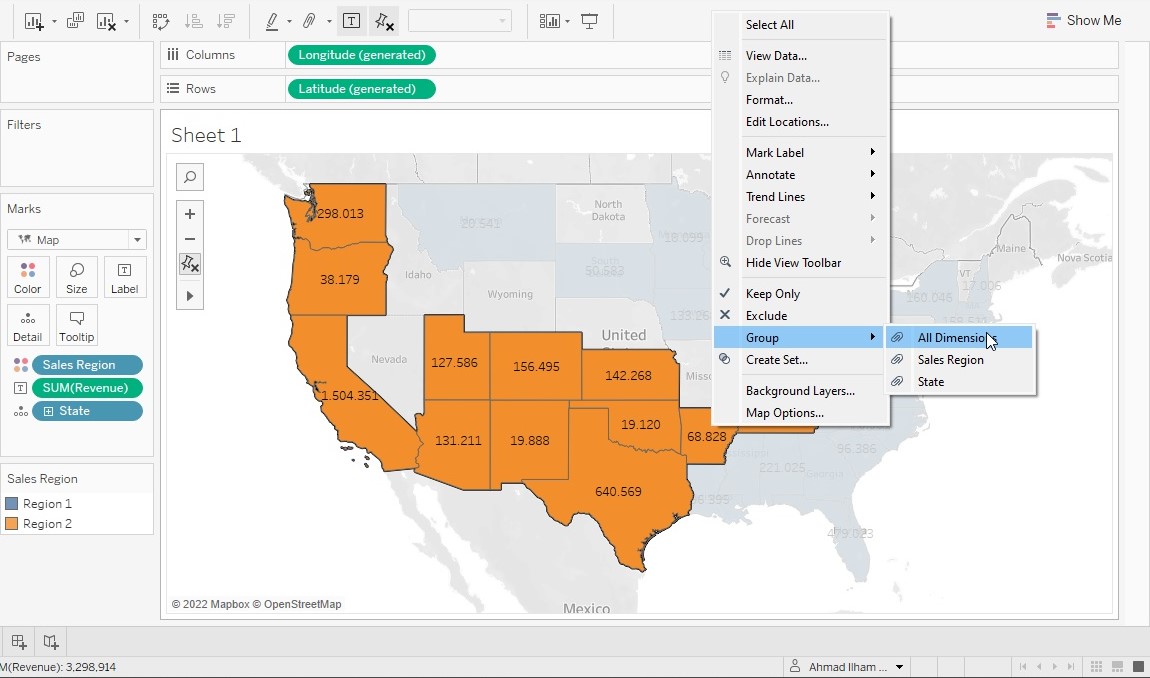 Show Me
Pages
Columns
Longitude (generated)
Rows
Latitude (generated)
Filters
Marks
Map
Color
Size
Label
Detail
Tooltip
Sales Region
SUM(Revenue)
State
Sales Region
Region 1
Region 2
Sheet 1
298.013
29.541
North
Dakota
18.099
38.179
Idaho
South
50.583
Wyoming
United
Nevada
127.586
156.495
142.268
Misso
1.504.351
131.211
19.888
19.120
68.828
640.569
Mexico
Maine
Nova Scotia
VT
17.005
160.046
96.386
221.025
Georgia
479.023
© 2022 Mapbox © OpenStreetMap
Select All
View Data...
Explain Data...
Format...
Edit Locations...
Mark Label
Annotate
Trend Lines
Forecast
Drop Lines
Hide View Toolbar
Keep Only
Exclude
Group
Create Set...
Background Layers...
Map Options...
All Dimensions
Sales Region
State
M(Revenue): 3,298,914
Ahmad Ilham ...